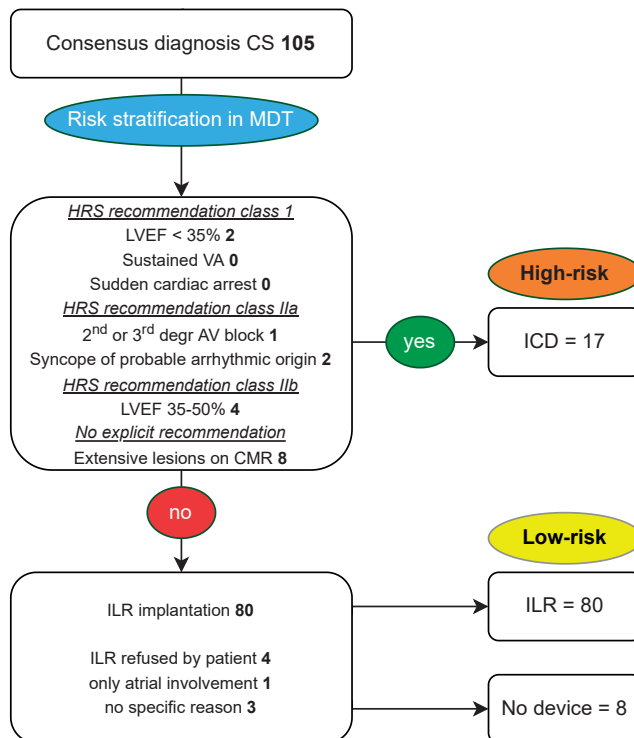 Consensus diagnosis CS 105
Risk stratification in MDT
HRS recommendation class 1
LVEF < 35% 2
Sustained VA 0
Sudden cardiac arrest 0
HRS recommendation class IIa
2nd or 3rd degr AV block 1
Syncope of probable arrhythmic origin 2
HRS recommendation class IIb
LVEF 35-50% 4
No explicit recommendation
Extensive lesions on CMR 8
yes
High-risk
ICD = 17
no
Low-risk
ILR implantation 80
ILR refused by patient 4
only atrial involvement 1
no specific reason 3
ILR = 80
No device = 8